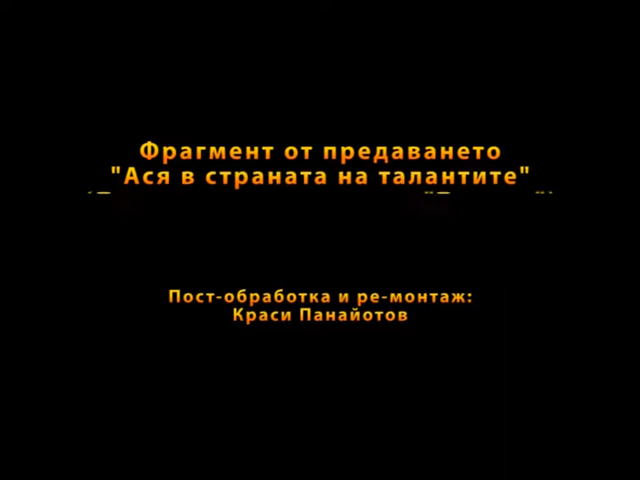 Фрагмент от предаването
"Ася в страната на талантите"
Пост-обработка и ре-монтаж:
Краси Панайотов